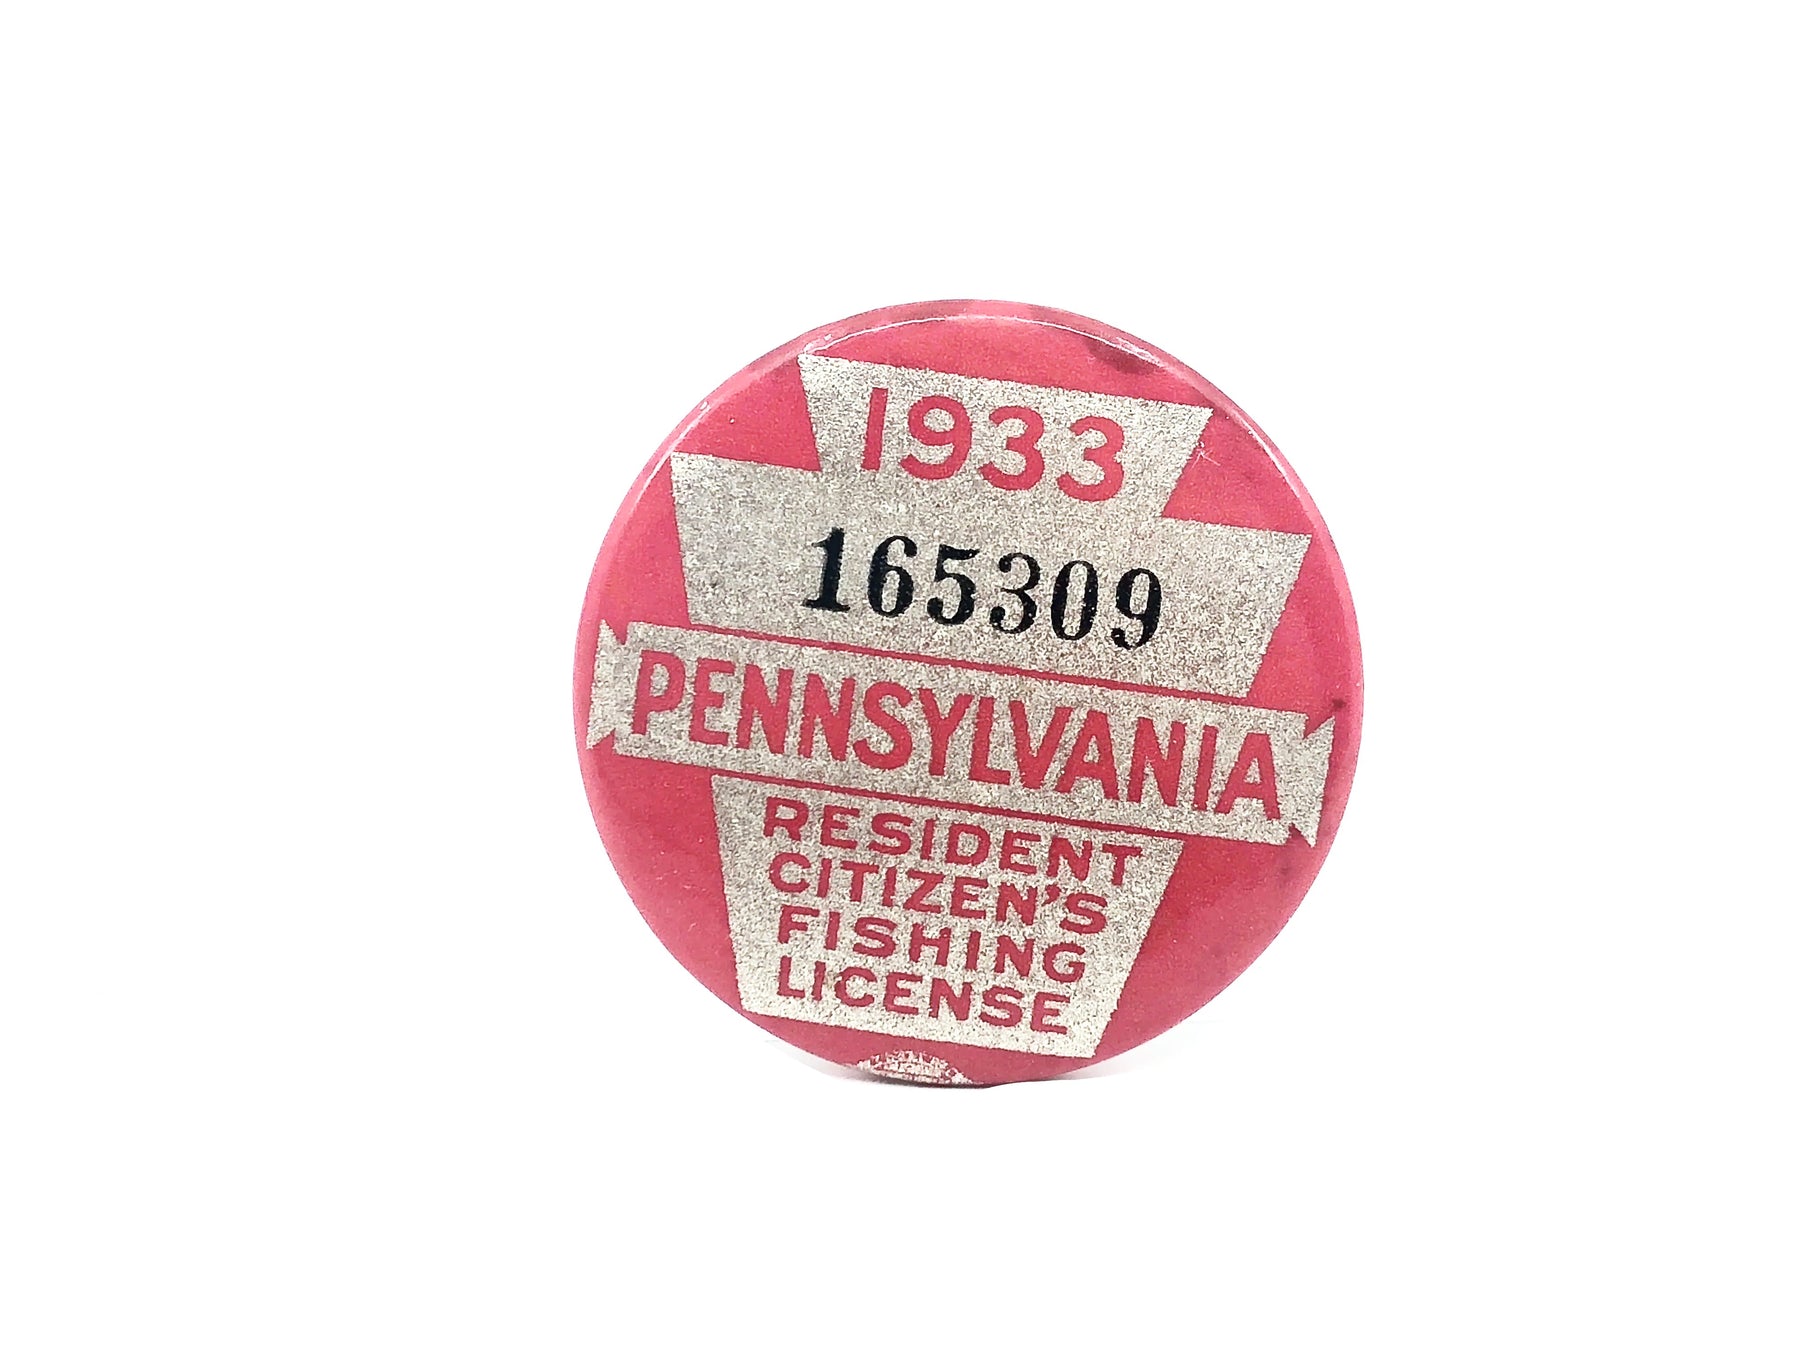 1933
165309
PENNSYLVANIA
RESIDENT
CITIZEN'S
FISHING
LICENSE